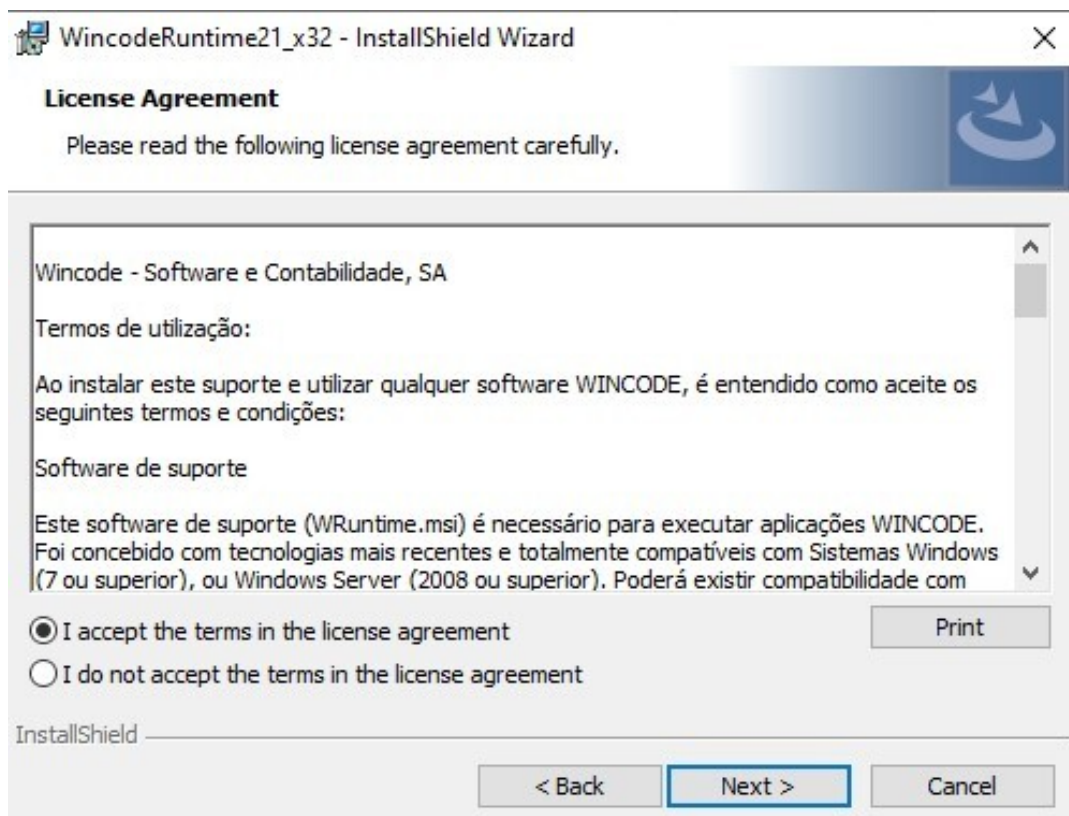 WincodeRuntime21_x32 - InstallShield Wizard
License Agreement
Please read the following license agreement carefully.
Wincode - Software e Contabilidade, SA
Termos de utilização:
Ao instalar este suporte e utilizar qualquer software WINCODE, é entendido como aceite os
seguintes termos e condições:
Software de suporte
Este software de suporte (WRuntime.msi) é necessário para executar aplicações WINCODE.
Foi concebido com tecnologias mais recentes e totalmente compatíveis com Sistemas Windows
(7 ou superior), ou Windows Server (2008 ou superior). Poderá existir compatibilidade com
I accept the terms in the license agreement
Print
I do not accept the terms in the license agreement
InstallShield
< Back
Next >
Cancel